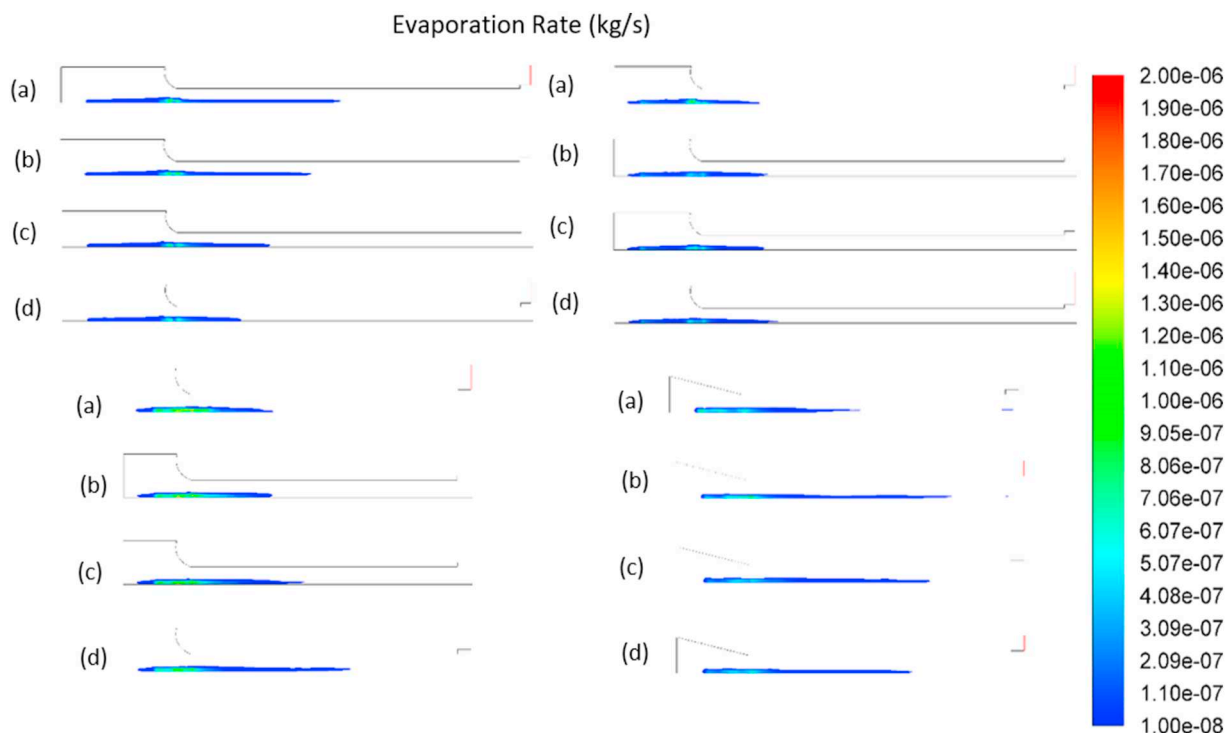 Evaporation Rate (kg/s)
(a)
(b)
(c)
(d)
(a)
(b)
(c)
(d)
(a)
(b)
(c)
(d)
(a)
(b)
(c)
(d)
2.00e-06
1.90e-06
1.80e-06
1.70e-06
1.60e-06
1.50e-06
1.40e-06
1.30e-06
1.20e-06
1.10e-06
1.00e-06
9.05e-07
8.06e-07
7.06e-07
6.07e-07
5.07e-07
4.08e-07
3.09e-07
2.09e-07
1.10e-07
1.00e-08